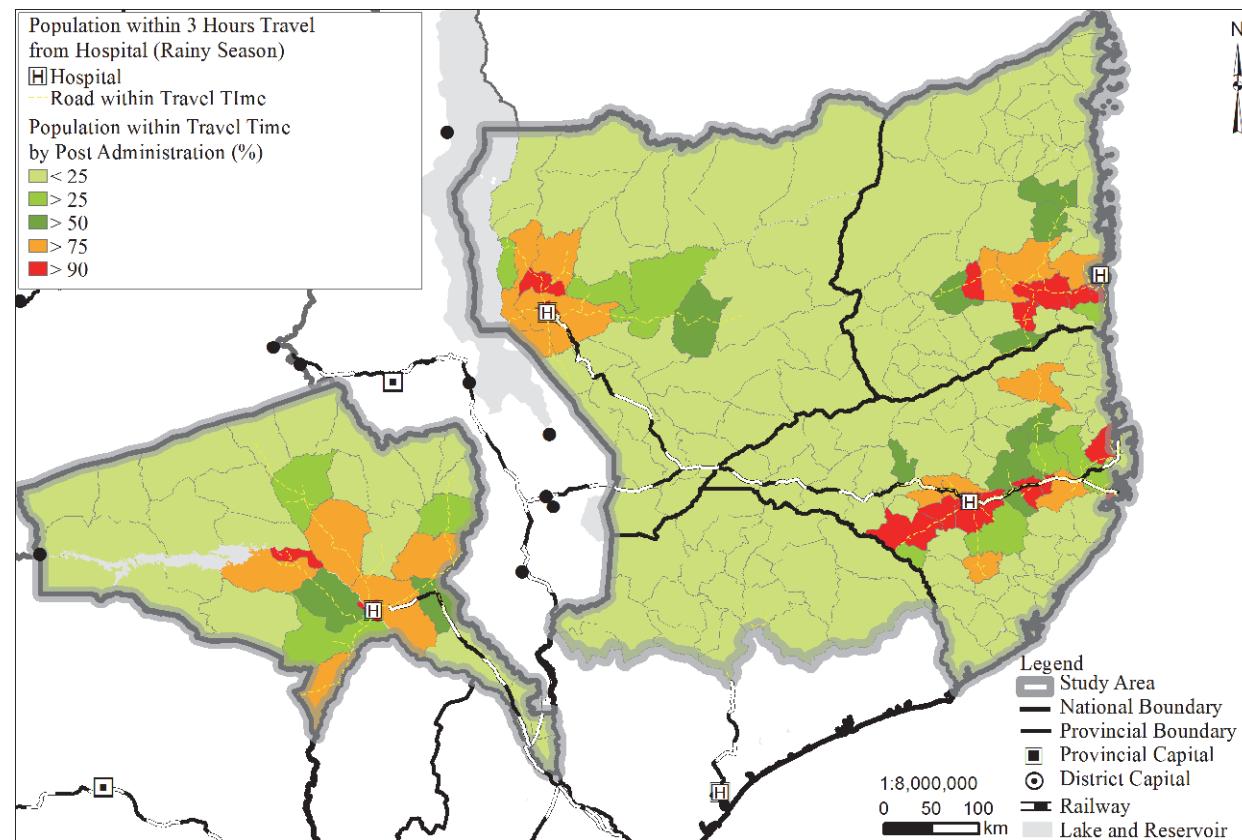 Population within 3 Hours Travel
from Hospital (Rainy Season)
H Hospital
Road within Travel TIme
Population within Travel Time
by Post Administration (%)
< 25
> 25
> 50
> 75
> 90
N
H
H
H
H
H
Legend
Study Area
National Boundary
Provincial Boundary
Provincial Capital
District Capital
Railway
Lake and Reservoir
1:8,000,000
0 50 100
km